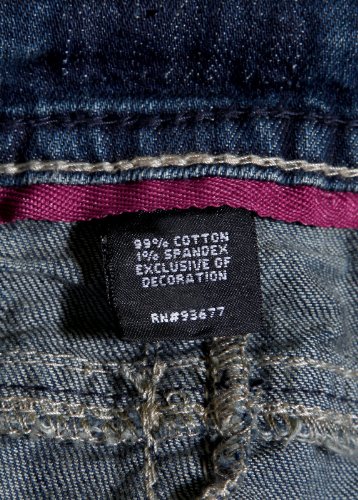 99% COTTON
1% SPANDEX
EXCLUSIVE OF
DECORATION
RN#93677